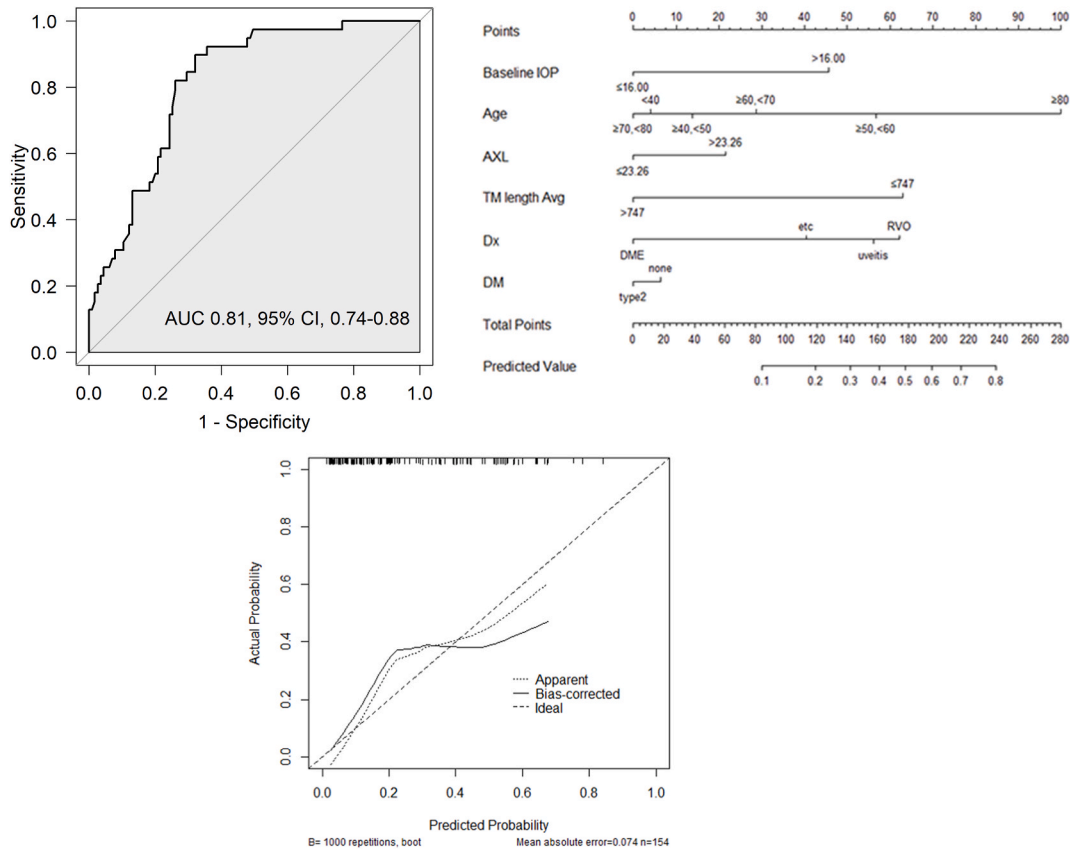 1.0
0.8
0.6
0.4
0.2
0.0
Sensitivity
AUC 0.81, 95% CI, 0.74-0.88
0.0 0.2 0.4 0.6 0.8 1.0
1 - Specificity
Points
0 10 20 30 40 50 60 70 80 90 100
Baseline IOP
>16.00
≤16.00
Age
<40 ≥60,<70 ≥80
≥70,<80 ≥40,<50 ≥50,<60
AXL
>23.26
≤23.26
TM length Avg
≤747
>747
Dx
etc RVO
DME uveitis
DM
none
type2
Total Points
0 20 40 60 80 100 120 140 160 180 200 220 240 260 280
Predicted Value
0.1 0.2 0.3 0.4 0.5 0.6 0.7 0.8
1.0
0.8
0.6
0.4
0.2
0.0
Actual Probability
Apparent
Bias-corrected
Ideal
0.0 0.2 0.4 0.6 0.8 1.0
Predicted Probability
B= 1000 repetitions, boot Mean absolute error=0.074 n=154